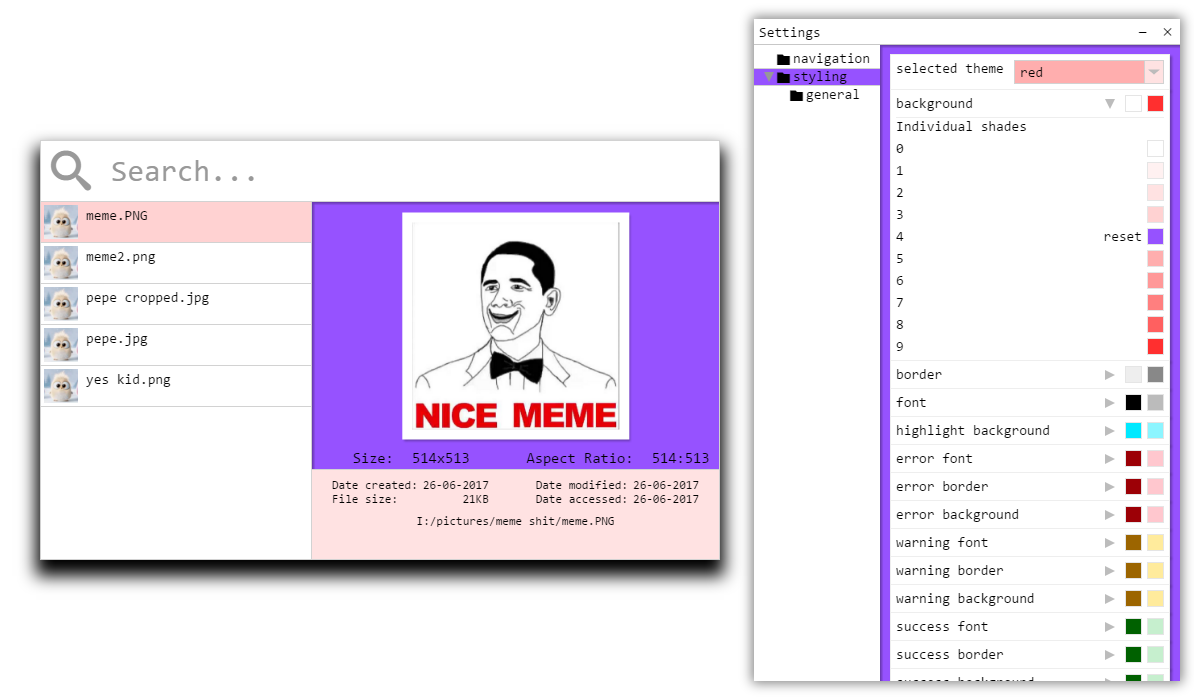 Search...
meme.PNG
meme2.png
pepe cropped.jpg
pepe.jpg
yes kid.png
NICE MEME
Size: 514x513 Aspect Ratio: 514:513
Date created: 26-06-2017 Date modified: 26-06-2017
File size: 21KB Date accessed: 26-06-2017
I:/pictures/meme shit/meme.PNG
Settings
navigation
styling
general
selected theme red
background
Individual shades
0
1
2
3
4 reset
5
6
7
8
9
border
font
highlight background
error font
error border
error background
warning font
warning border
warning background
success font
success border
success background